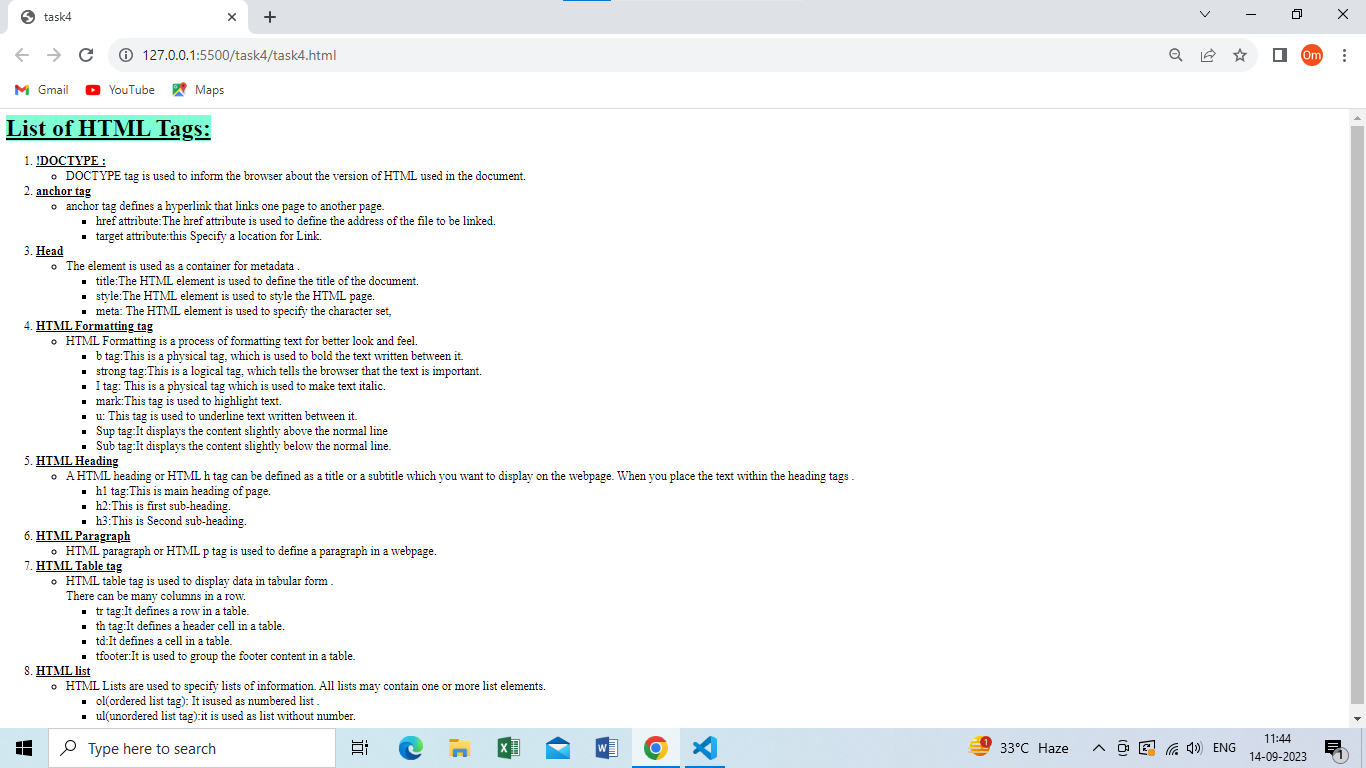 task4
127.0.0.1:5500/task4/task4.html
Om
Gmail YouTube Maps
List of HTML Tags:
1. !DOCTYPE :
DOCTYPE tag is used to inform the browser about the version of HTML used in the document.
2. anchor tag
anchor tag defines a hyperlink that links one page to another page.
href attribute:The href attribute is used to define the address of the file to be linked.
target attribute:this Specify a location for Link.
3. Head
The element is used as a container for metadata .
title:The HTML element is used to define the title of the document.
style:The HTML element is used to style the HTML page.
meta: The HTML element is used to specify the character set,
4. HTML Formatting tag
HTML Formatting is a process of formatting text for better look and feel.
b tag:This is a physical tag, which is used to bold the text written between it.
strong tag:This is a logical tag, which tells the browser that the text is important.
I tag: This is a physical tag which is used to make text italic.
mark:This tag is used to highlight text.
u: This tag is used to underline text written between it.
Sup tag:It displays the content slightly above the normal line
Sub tag:It displays the content slightly below the normal line.
5. HTML Heading
A HTML heading or HTML h tag can be defined as a title or a subtitle which you want to display on the webpage. When you place the text within the heading tags .
h1 tag:This is main heading of page.
h2:This is first sub-heading.
h3:This is Second sub-heading.
6. HTML Paragraph
HTML paragraph or HTML p tag is used to define a paragraph in a webpage.
7. HTML Table tag
HTML table tag is used to display data in tabular form .
There can be many columns in a row.
tr tag:It defines a row in a table.
th tag:It defines a header cell in a table.
td:It defines a cell in a table.
tfooter:It is used to group the footer content in a table.
8. HTML list
HTML Lists are used to specify lists of information. All lists may contain one or more list elements.
ol(ordered list tag): It isused as numbered list .
ul(unordered list tag):it is used as list without number.
Type here to search
33°C Haze
ENG
11:44
14-09-2023
1